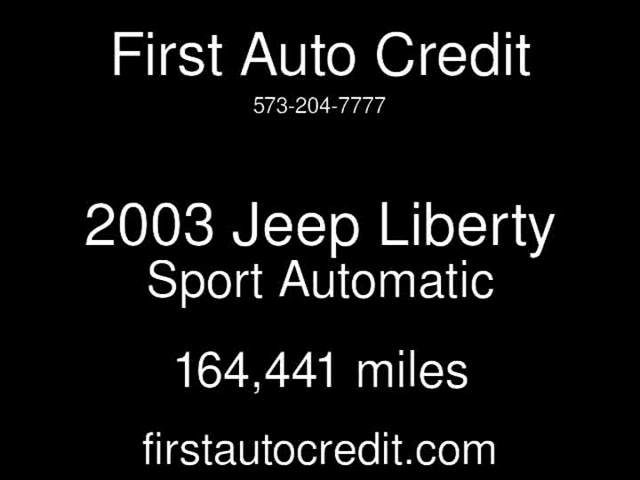 First Auto Credit
573-204-7777
2003 Jeep Liberty
Sport Automatic
164,441 miles
firstautocredit.com